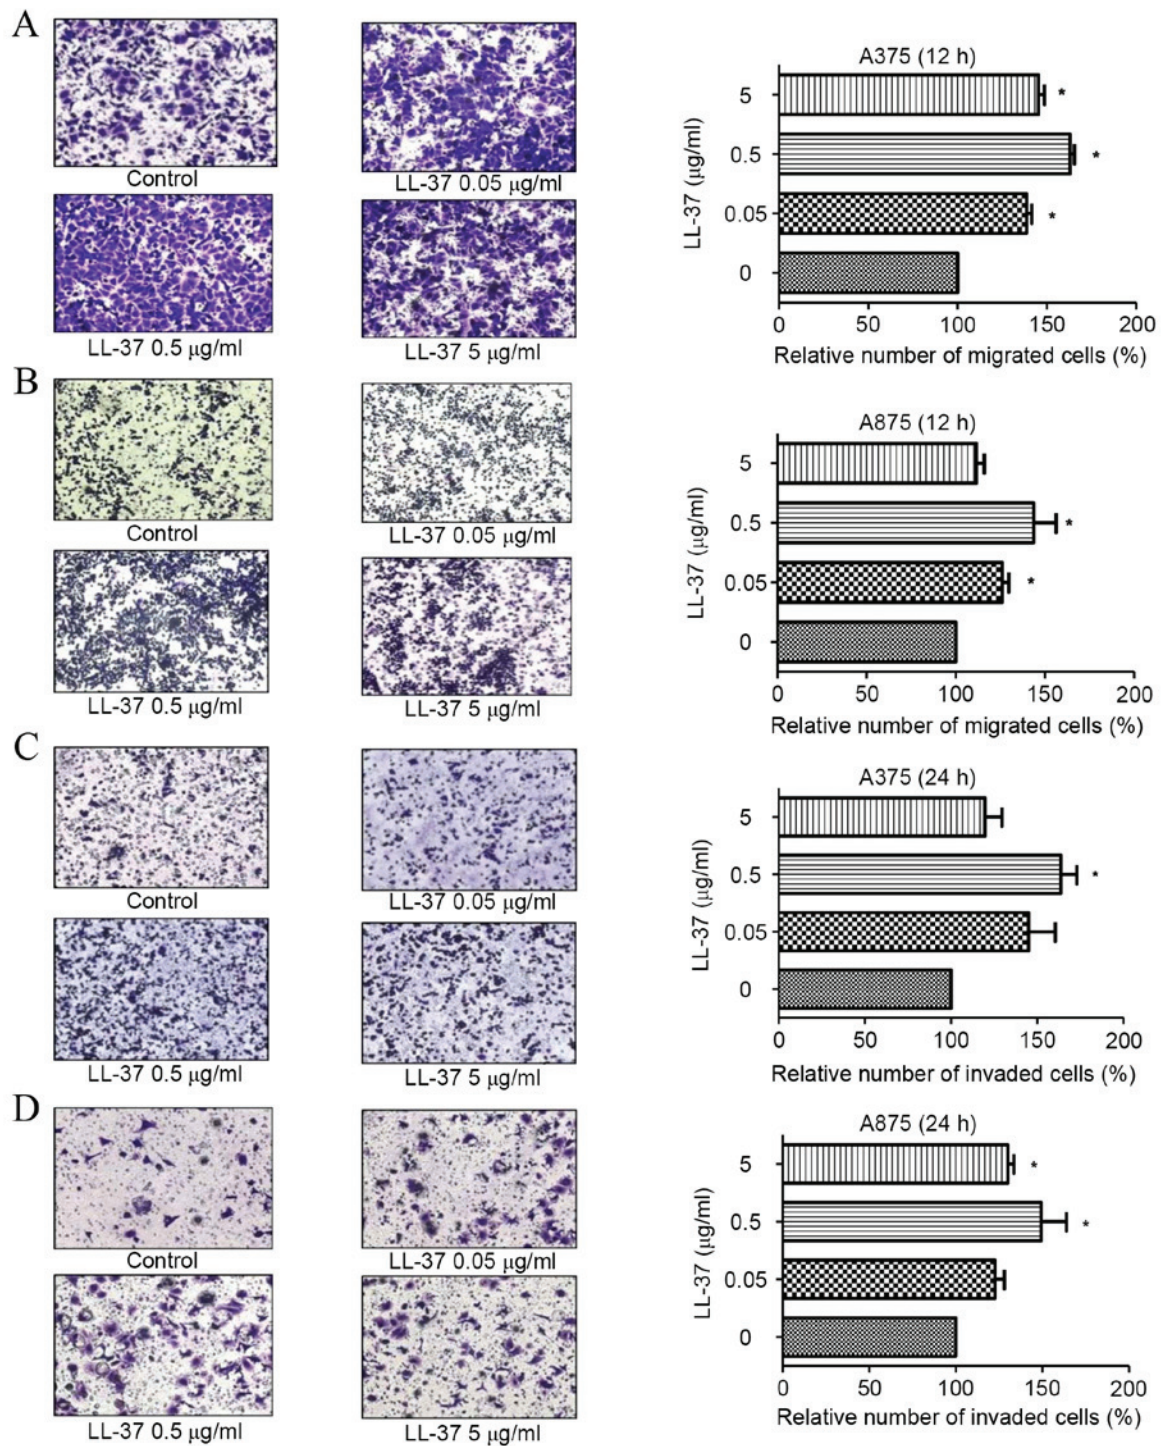 A
Control
LL-37 0.05 μg/ml
LL-37 0.5 μg/ml
LL-37 5 μg/ml
A375 (12 h)
LL-37 (μg/ml)
5
*
0.5
*
0.05
*
0
0 50 100 150 200
Relative number of migrated cells (%)
B
Control
LL-37 0.05 μg/ml
LL-37 0.5 μg/ml
LL-37 5 μg/ml
A875 (12 h)
LL-37 (μg/ml)
5
0.5
*
0.05
*
0
0 50 100 150 200
Relative number of migrated cells (%)
C
Control
LL-37 0.05 μg/ml
LL-37 0.5 μg/ml
LL-37 5 μg/ml
A375 (24 h)
LL-37 (μg/ml)
5
0.5
*
0.05
0
0 50 100 150 200
Relative number of invaded cells (%)
D
Control
LL-37 0.05 μg/ml
LL-37 0.5 μg/ml
LL-37 5 μg/ml
A875 (24 h)
LL-37 (μg/ml)
5
*
0.5
*
0.05
0
0 50 100 150 200
Relative number of invaded cells (%)